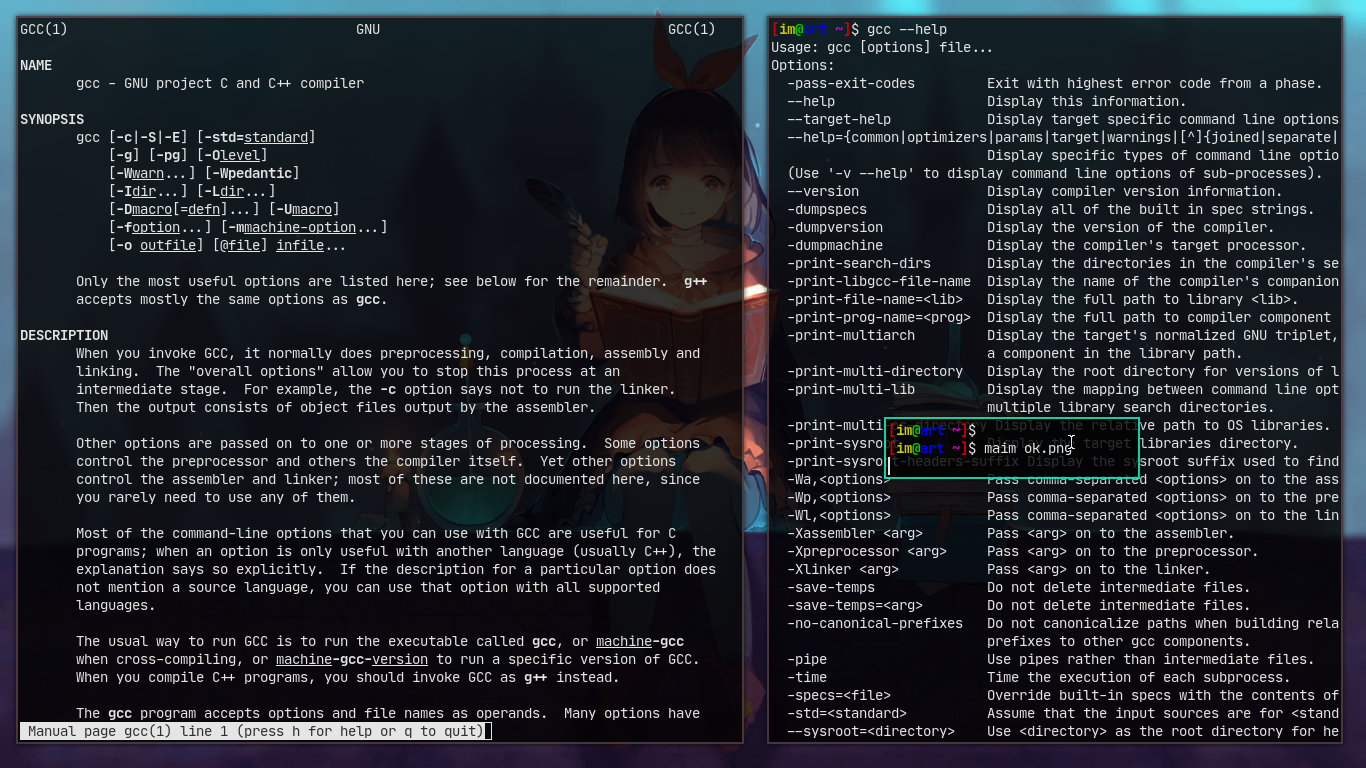 GCC(1) GNU GCC(1)
NAME
gcc - GNU project C and C++ compiler
SYNOPSIS
gcc [-c|-S|-E] [-std=standard]
[-g] [-pg] [-Olevel]
[-Wwarn...] [-Wpedantic]
[-Idir...] [-Ldir...]
[-Dmacro[=defn]...] [-Umacro]
[-foption...] [-mmachine-option...]
[-o outfile] [@file] infile...
Only the most useful options are listed here; see below for the remainder.  g++
accepts mostly the same options as gcc.
DESCRIPTION
When you invoke GCC, it normally does preprocessing, compilation, assembly and
linking.  The "overall options" allow you to stop this process at an
intermediate stage.  For example, the -c option says not to run the linker.
Then the output consists of object files output by the assembler.
Other options are passed on to one or more stages of processing.  Some options
control the preprocessor and others the compiler itself.  Yet other options
control the assembler and linker; most of these are not documented here, since
you rarely need to use any of them.
Most of the command-line options that you can use with GCC are useful for C
programs; when an option is only useful with another language (usually C++), the
explanation says so explicitly.  If the description for a particular option does
not mention a source language, you can use that option with all supported
languages.
The usual way to run GCC is to run the executable called gcc, or machine-gcc
when cross-compiling, or machine-gcc-version to run a specific version of GCC.
When you compile C++ programs, you should invoke GCC as g++ instead.
The gcc program accepts options and file names as operands.  Many options have
Manual page gcc(1) line 1 (press h for help or q to quit)
[im@art ~]$ gcc --help
Usage: gcc [options] file...
Options:
-pass-exit-codes Exit with highest error code from a phase.
--help Display this information.
--target-help Display target specific command line options
--help={common|optimizers|params|target|warnings|[^]{joined|separate|
Display specific types of command line optio
(Use '-v --help' to display command line options of sub-processes).
--version Display compiler version information.
-dumpspecs Display all of the built in spec strings.
-dumpversion Display the version of the compiler.
-dumpmachine Display the compiler's target processor.
-print-search-dirs Display the directories in the compiler's se
-print-libgcc-file-name Display the name of the compiler's companion
-print-file-name=<lib> Display the full path to library <lib>.
-print-prog-name=<prog> Display the full path to compiler component
-print-multiarch Display the target's normalized GNU triplet,
a component in the library path.
-print-multi-directory Display the root directory for versions of l
-print-multi-lib Display the mapping between command line opt
multiple library search directories.
-print-multi-os-directory Display the relative path to OS libraries.
-print-sysroot Display the target libraries directory.
-print-sysroot-headers-suffix Display the sysroot suffix used to find
-Wa,<options> Pass comma-separated <options> on to the ass
-Wp,<options> Pass comma-separated <options> on to the pre
-Wl,<options> Pass comma-separated <options> on to the lin
-Xassembler <arg> Pass <arg> on to the assembler.
-Xpreprocessor <arg> Pass <arg> on to the preprocessor.
-Xlinker <arg> Pass <arg> on to the linker.
-save-temps Do not delete intermediate files.
-save-temps=<arg> Do not delete intermediate files.
-no-canonical-prefixes Do not canonicalize paths when building rela
prefixes to other gcc components.
-pipe Use pipes rather than intermediate files.
-time Time the execution of each subprocess.
-specs=<file> Override built-in specs with the contents of
-std=<standard> Assume that the input sources are for <stand
--sysroot=<directory> Use <directory> as the root directory for he
[im@art ~]$
[im@art ~]$ maim ok.png